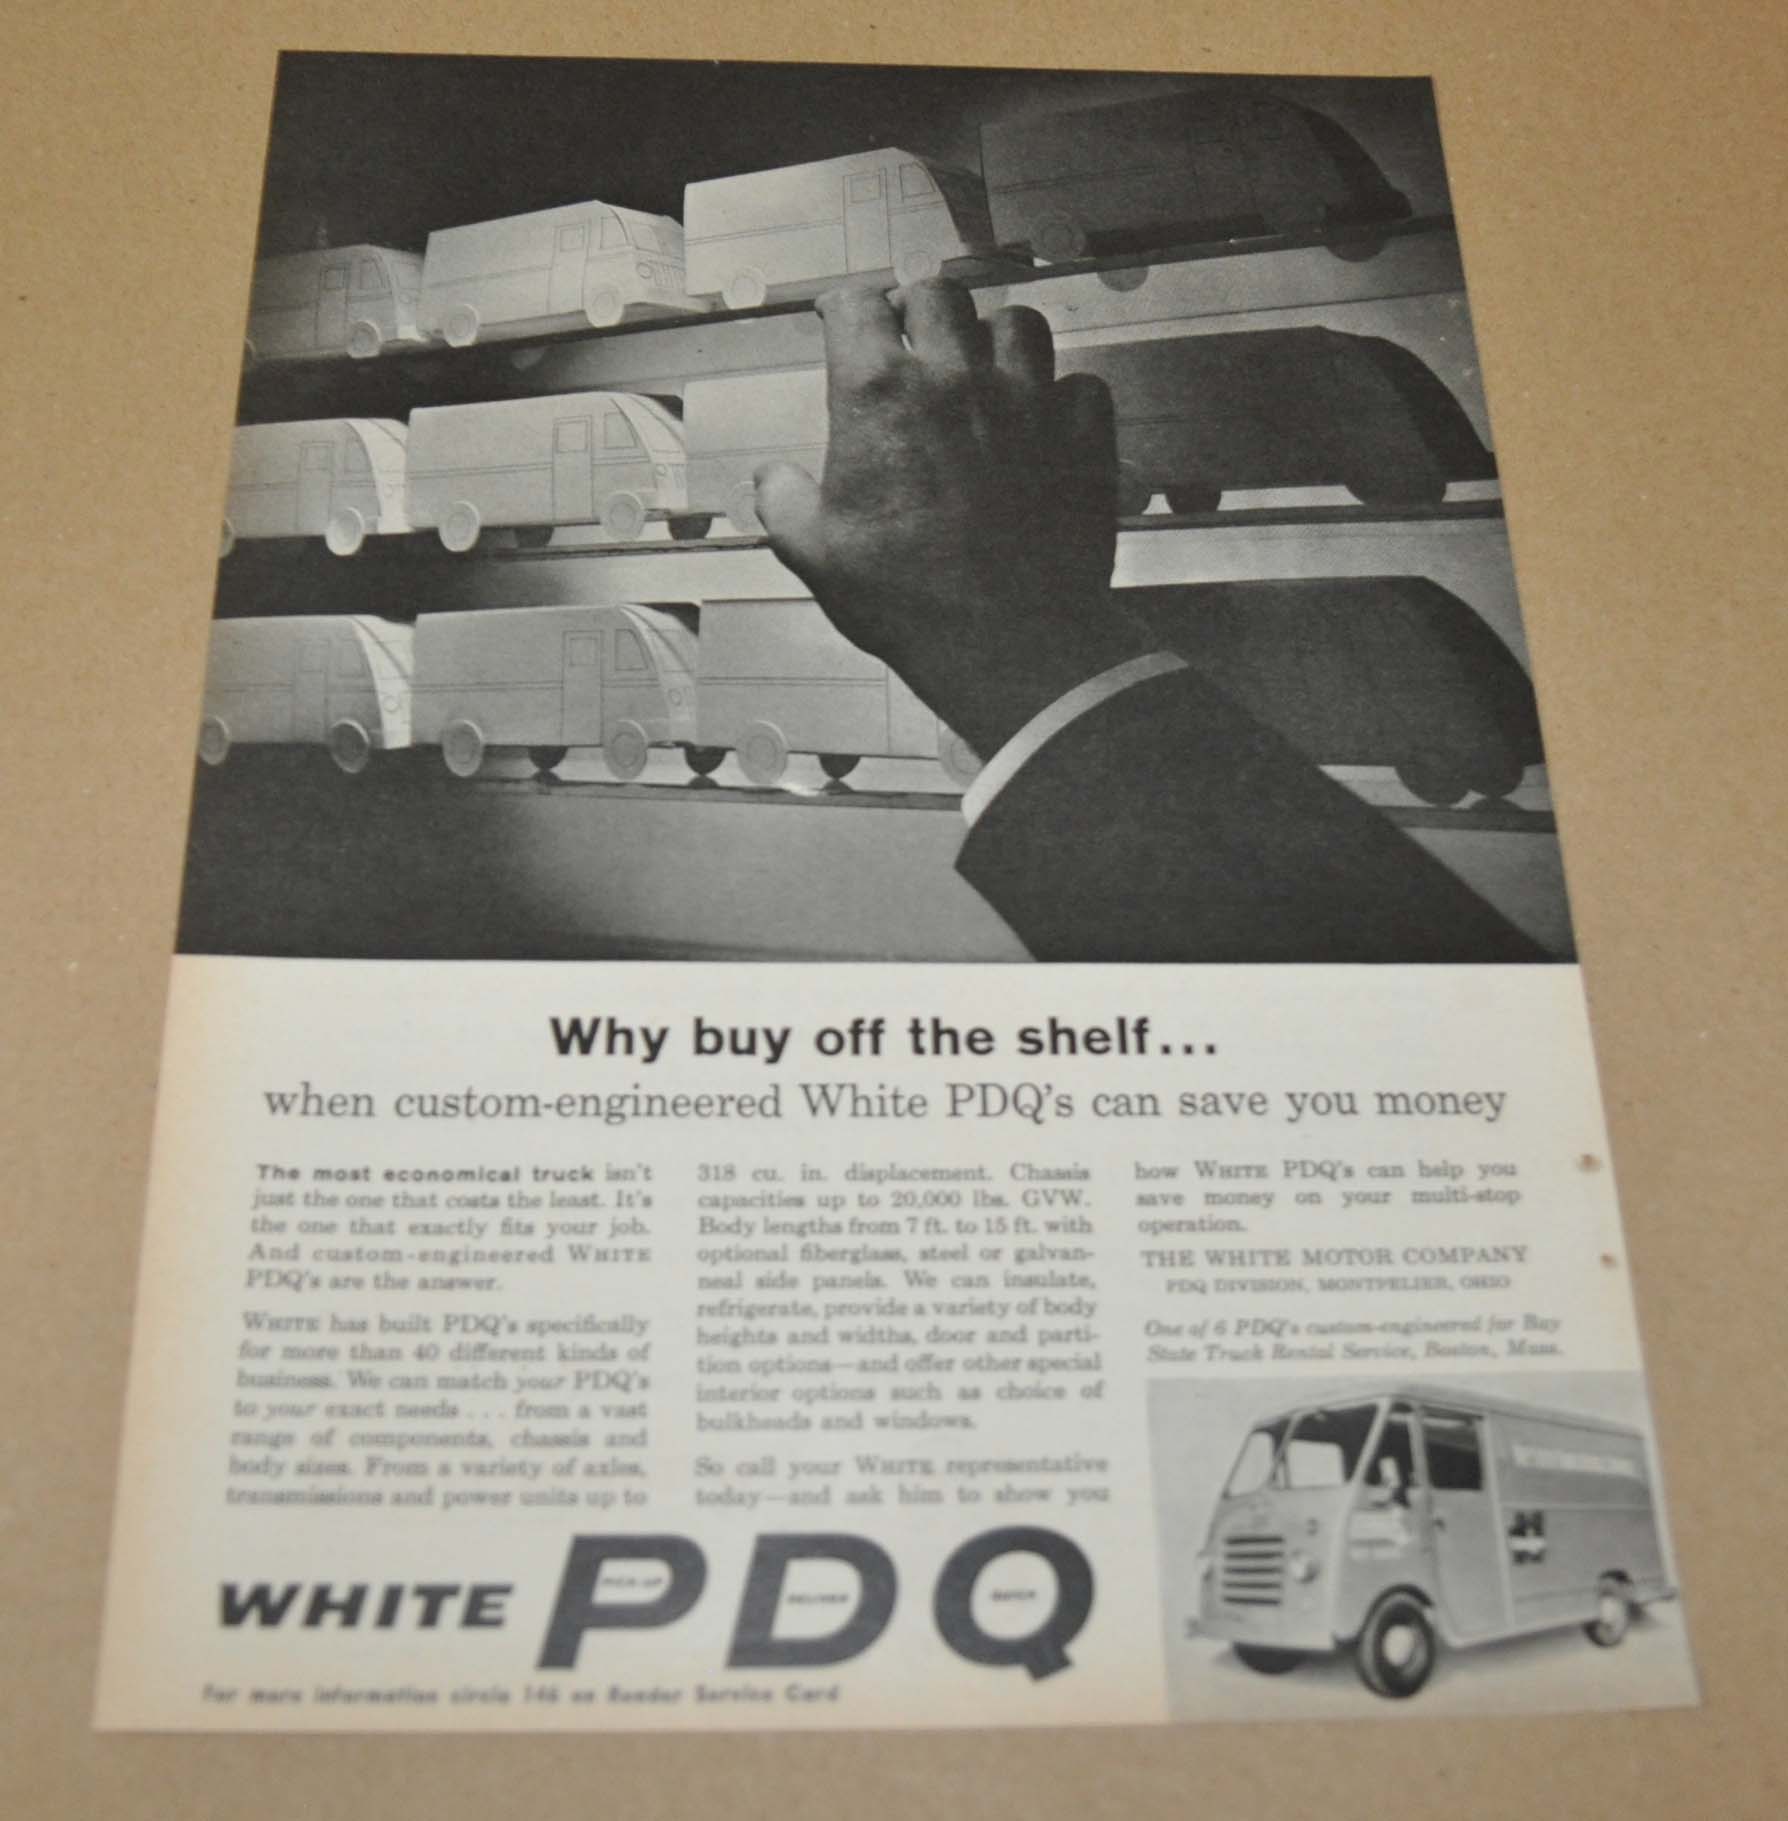 Why buy off the shelf...
when custom-engineered White PDQ's can save you money
The most economical truck isn't
just the one that costs the least. It's
the one that exactly fits your job.
And custom-engineered WHITE
PDQ's are the answer.
WHITE has built PDQ's specifically
for more than 40 different kinds of
business. We can match your PDQ's
to your exact needs . . . from a vast
range of components, chassis and
body sizes. From a variety of axles,
transmissions and power units up to
318 cu. in. displacement. Chassis
capacities up to 20,000 lbs. GVW.
Body lengths from 7 ft. to 15 ft. with
optional fiberglass, steel or galvan-
neal side panels. We can insulate,
refrigerate, provide a variety of body
heights and widths, door and parti-
tion options—and offer other special
interior options such as choice of
bulkheads and windows.
So call your WHITE representative
today—and ask him to show you
how WHITE PDQ's can help you
save money on your multi-stop
operation.
THE WHITE MOTOR COMPANY
PDQ DIVISION, MONTPELIER, OHIO
One of 6 PDQ's custom-engineered for Bay
State Truck Rental Service, Boston, Mass.
WHITE PDQ
PICK-UP DELIVER QUICK
For more information circle 146 on Reader Service Card